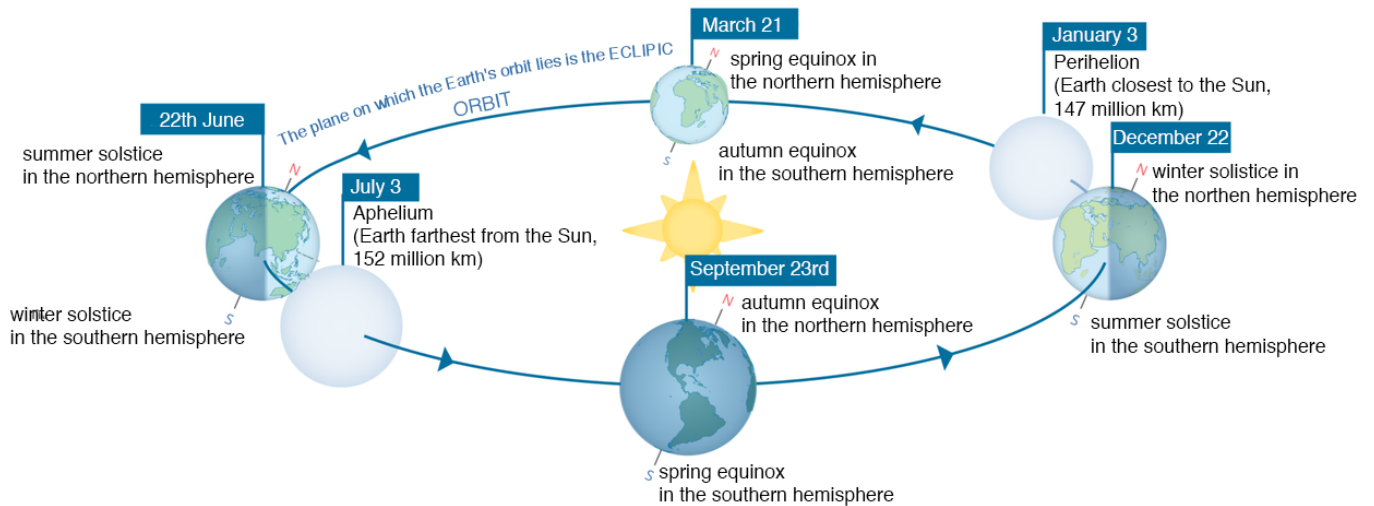 March 21
N
spring equinox in
the northern hemisphere
January 3
Perihelion
(Earth closest to the Sun,
147 million km)
The plane on which the Earth's orbil lies is the ECLIPIC
ORBIT
22th June
summer solstice
in the northern hemisphere
N
S
autumn equinox
in the southern hemisphere
December 22
N
winter solistice in
the northen hemisphere
July 3
Aphelium
(Earth farthest from the Sun,
152 million km)
September 23rd
N
autumn equinox
in the northern hemisphere
winter solstice
in the southern hemisphere
S
S
summer solstice
in the southern hemisphere
S
spring equinox
in the southern hemisphere